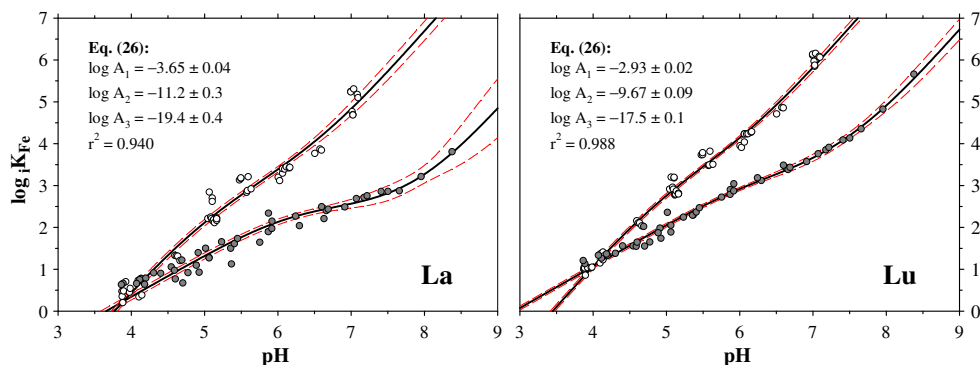 7
6
5
4
3
2
1
0
log ᵢK_Fe
Eq. (26):
log A₁ = −3.65 ± 0.04
log A₂ = −11.2 ± 0.3
log A₃ = −19.4 ± 0.4
r² = 0.940
La
3 4 5 6 7 8 9
pH
Eq. (26):
log A₁ = −2.93 ± 0.02
log A₂ = −9.67 ± 0.09
log A₃ = −17.5 ± 0.1
r² = 0.988
Lu
3 4 5 6 7 8 9
pH
7
6
5
4
3
2
1
0